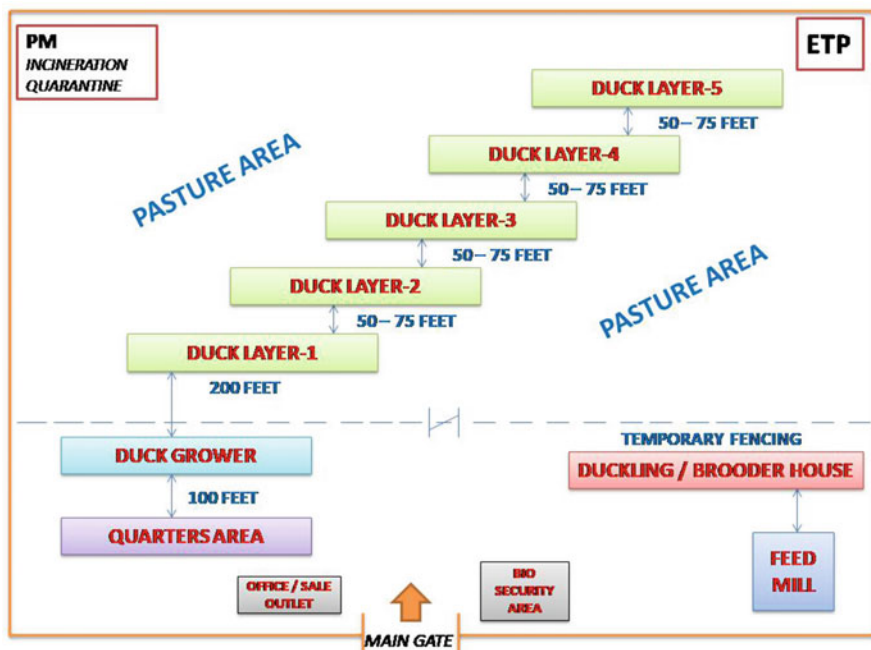 PM
INCINERATION
QUARANTINE
ETP
DUCK LAYER-5
50 – 75 FEET
DUCK LAYER-4
50 – 75 FEET
PASTURE AREA
DUCK LAYER-3
50 – 75 FEET
PASTURE AREA
DUCK LAYER-2
50 – 75 FEET
DUCK LAYER-1
200 FEET
TEMPORARY FENCING
DUCK GROWER
DUCKLING / BROODER HOUSE
100 FEET
QUARTERS AREA
FEED
MILL
OFFICE / SALE
OUTLET
BIO
SECURITY
AREA
MAIN GATE